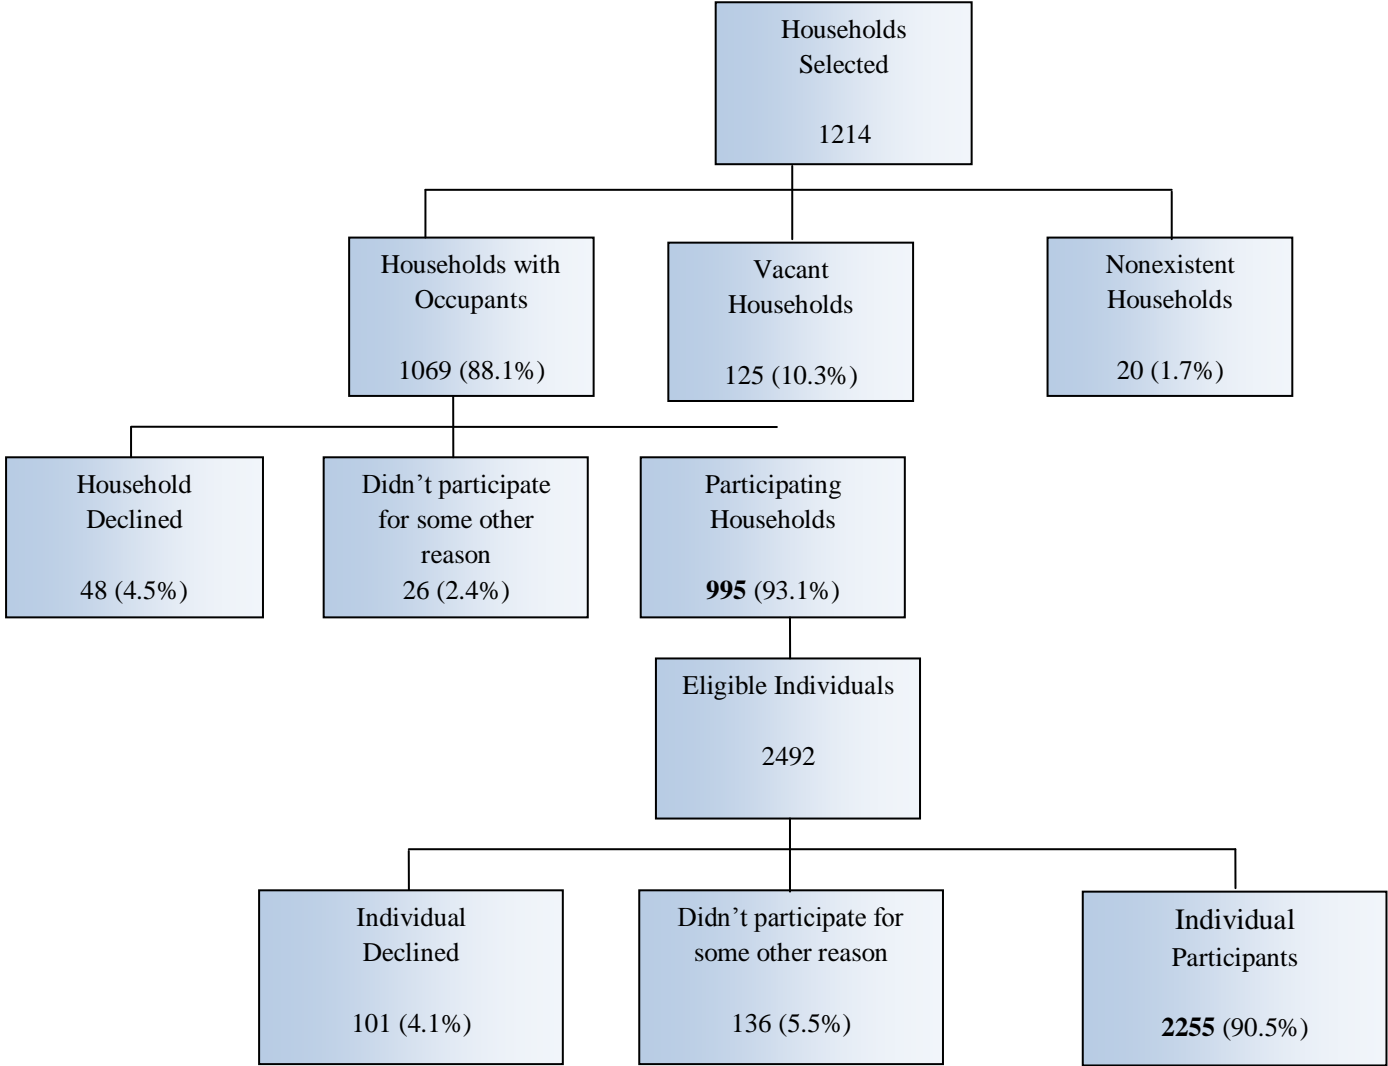 Households
Selected
1214
Households with
Occupants
1069 (88.1%)
Vacant
Households
125 (10.3%)
Nonexistent
Households
20 (1.7%)
Household
Declined
48 (4.5%)
Didn’t participate
for some other
reason
26 (2.4%)
Participating
Households
995 (93.1%)
Eligible Individuals
2492
Individual
Declined
101 (4.1%)
Didn’t participate for
some other reason
136 (5.5%)
Individual
Participants
2255 (90.5%)